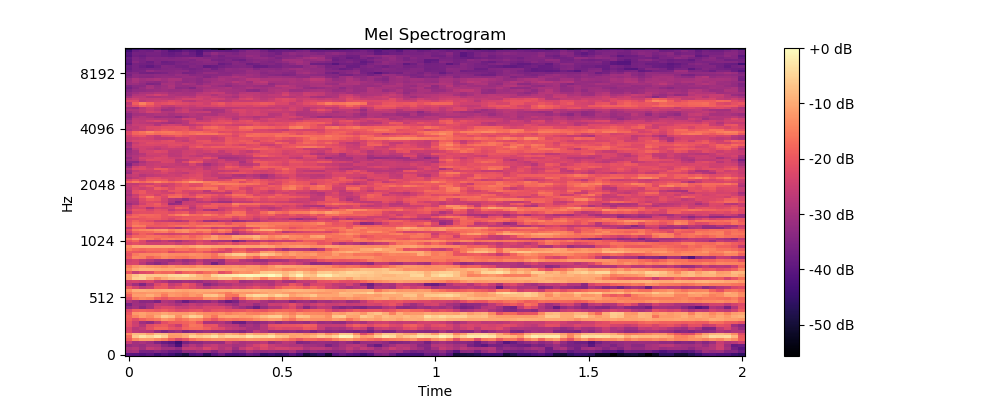 Mel Spectrogram
Hz
8192
4096
2048
1024
512
0
0 0.5 1 1.5 2
Time
+0 dB
-10 dB
-20 dB
-30 dB
-40 dB
-50 dB